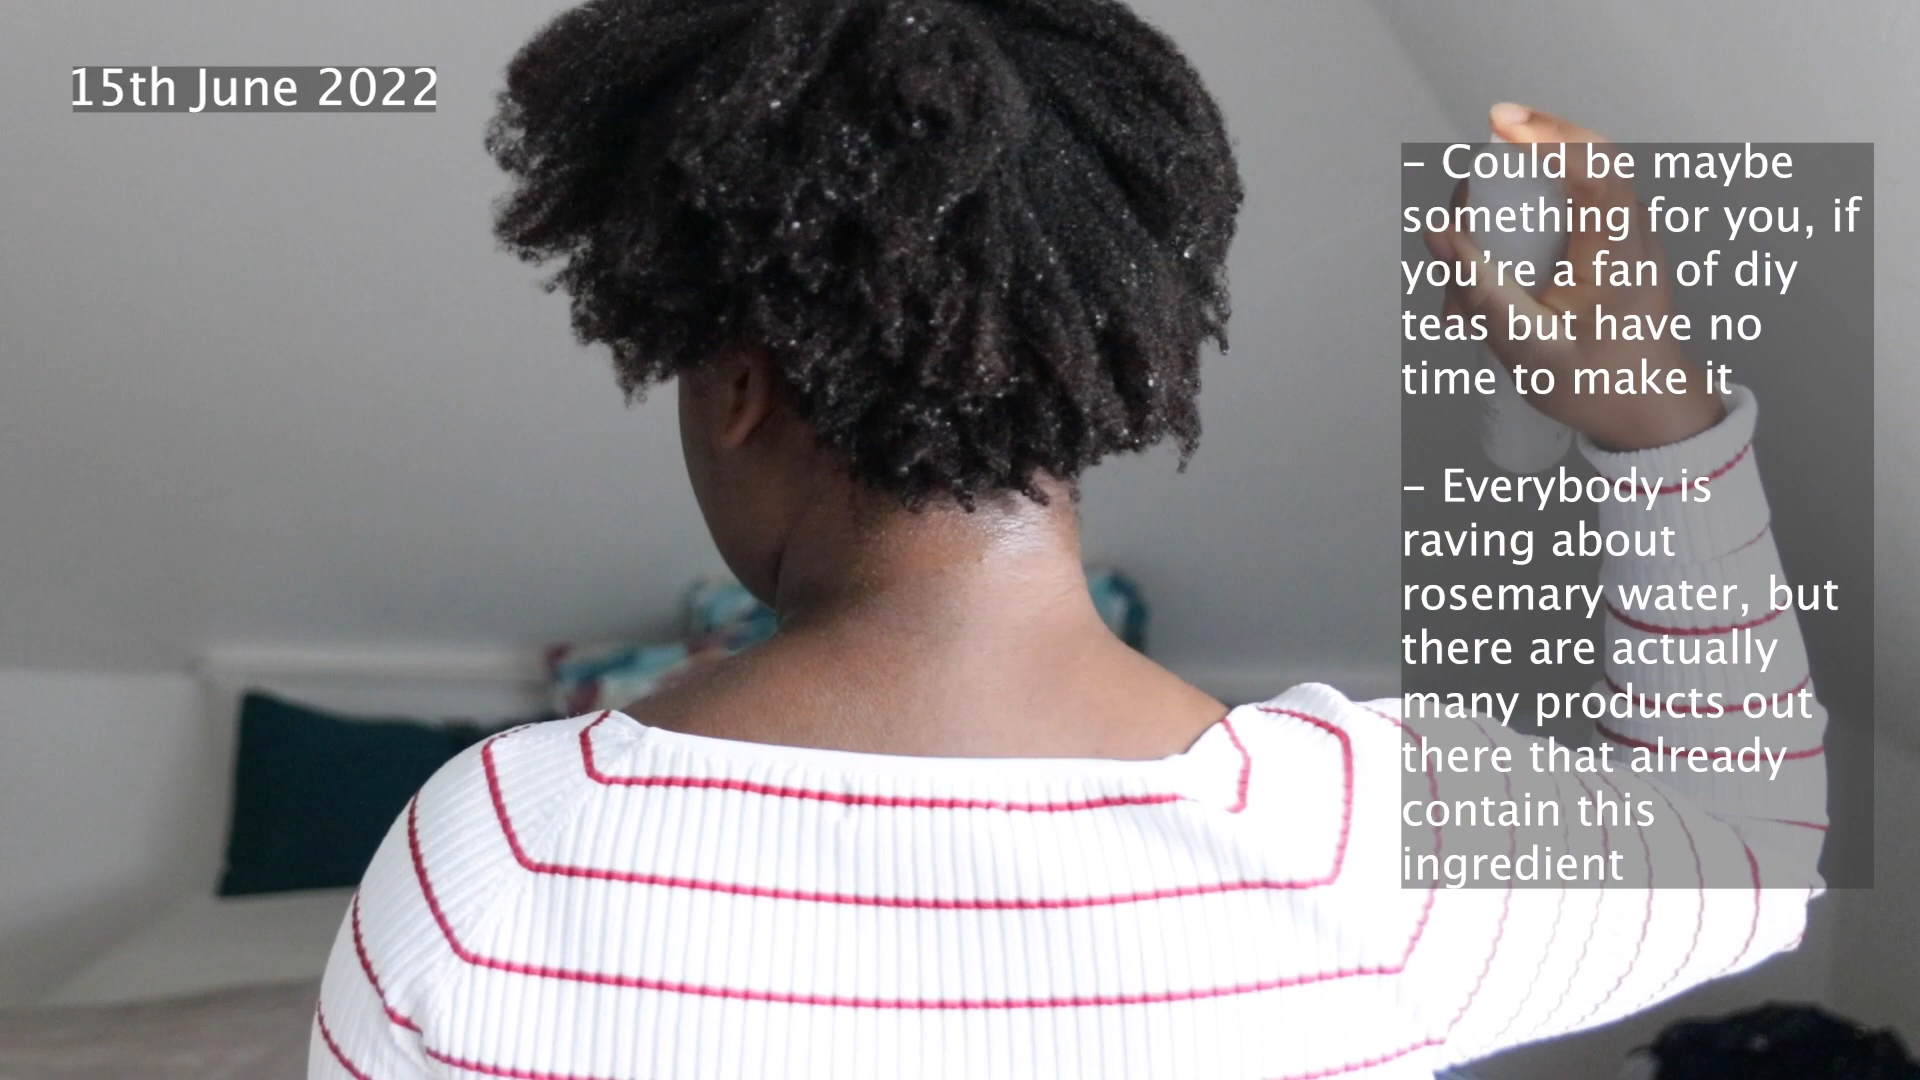 15th June 2022
- Could be maybe
something for you, if
you're a fan of diy
teas but have no
time to make it
- Everybody is
raving about
rosemary water, but
there are actually
many products out
there that already
contain this
ingredient